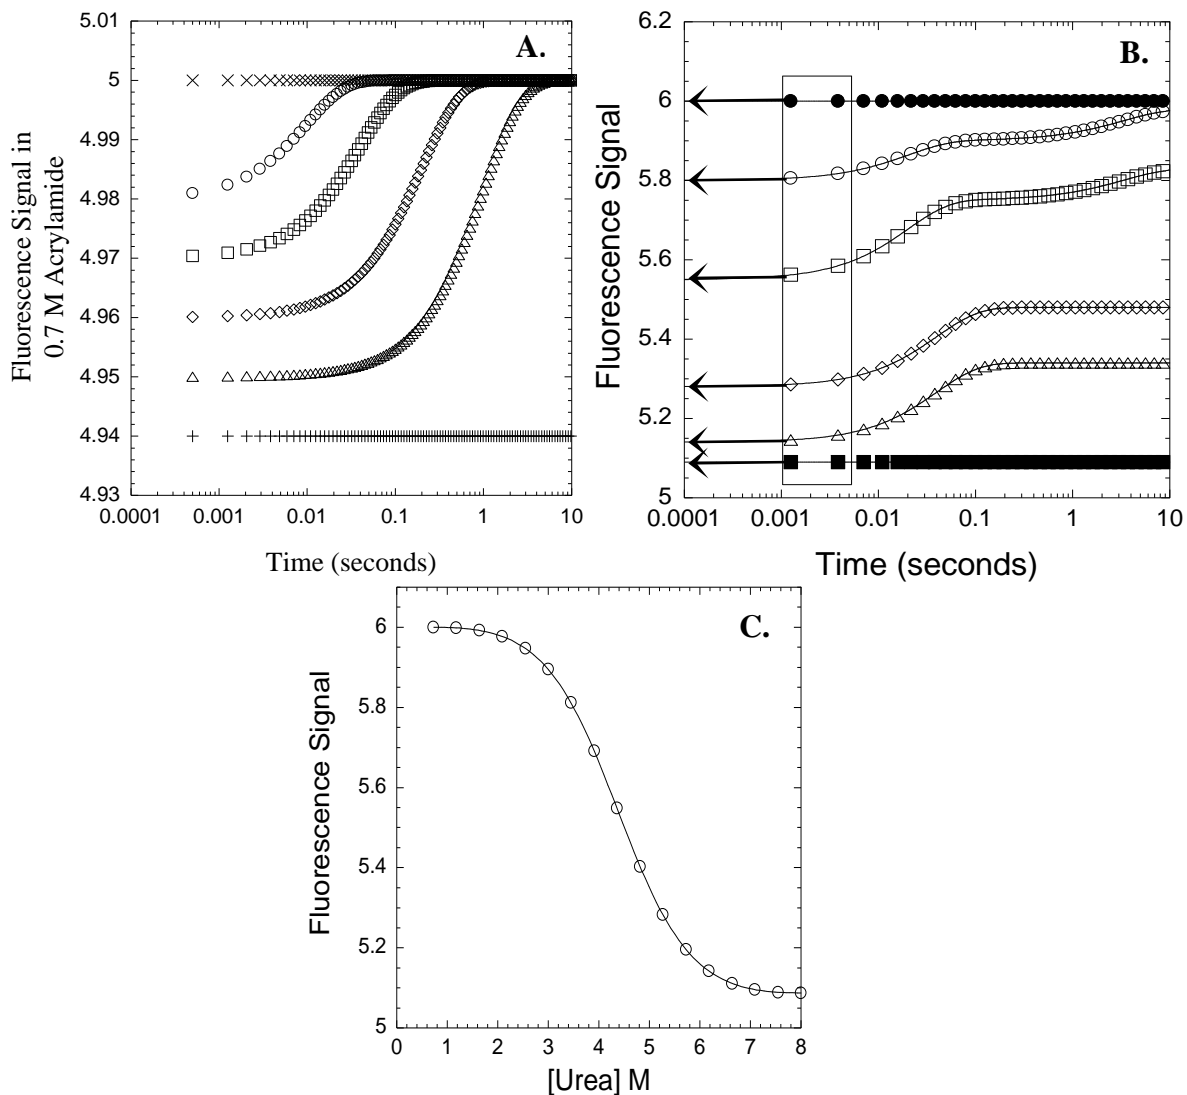 A.
5.01
5
4.99
4.98
4.97
4.96
4.95
4.94
4.93
Fluorescence Signal in
0.7 M Acrylamide
0.0001 0.001 0.01 0.1 1 10
Time (seconds)
B.
6.2
6
5.8
5.6
5.4
5.2
5
Fluorescence Signal
0.0001 0.001 0.01 0.1 1 10
Time (seconds)
C.
6
5.8
5.6
5.4
5.2
5
Fluorescence Signal
0 1 2 3 4 5 6 7 8
[Urea] M